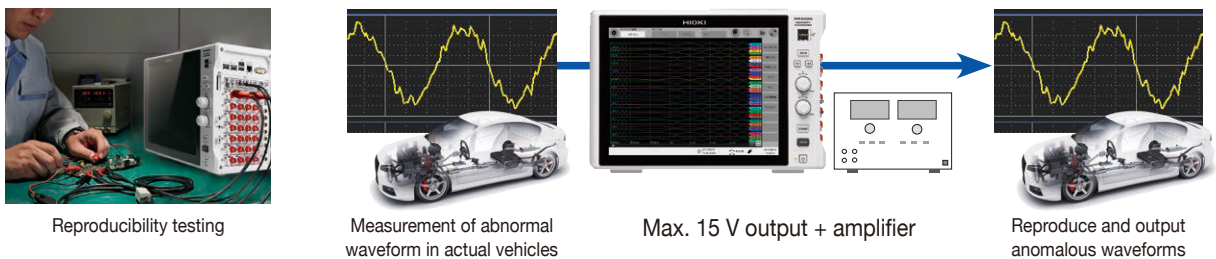 HIOKI
Reproducibility testing
Measurement of abnormal
waveform in actual vehicles
Max. 15 V output + amplifier
Reproduce and output
anomalous waveforms